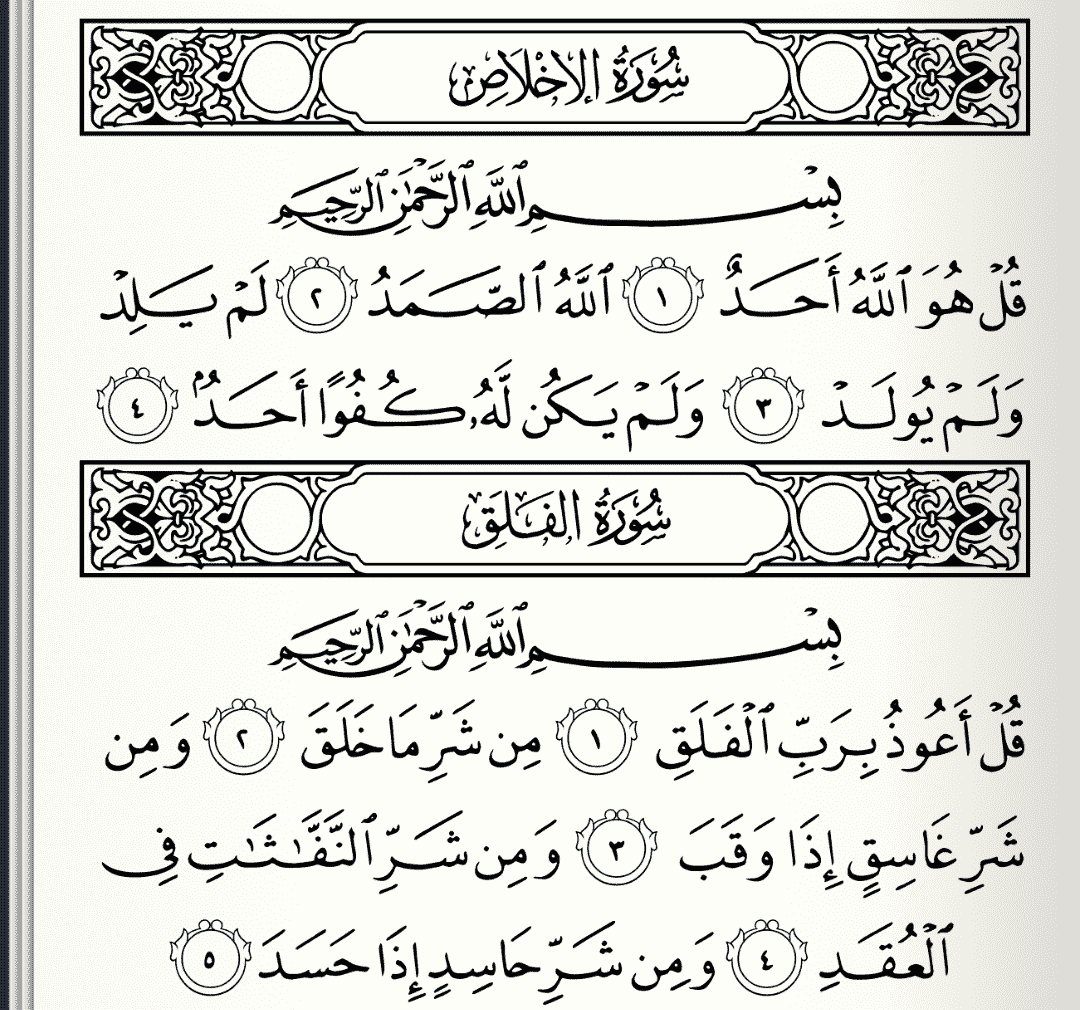 سُورَةُ الإِخْلَاصِ
بِسْمِ ٱللَّهِ ٱلرَّحْمَٰنِ ٱلرَّحِيمِ
قُلْ هُوَ ٱللَّهُ أَحَدٌ ١ ٱللَّهُ ٱلصَّمَدُ ٢ لَمْ يَلِدْ
وَلَمْ يُولَدْ ٣ وَلَمْ يَكُن لَّهُۥ كُفُوًا أَحَدٌۢ ٤
سُورَةُ الفَلَقِ
بِسْمِ ٱللَّهِ ٱلرَّحْمَٰنِ ٱلرَّحِيمِ
قُلْ أَعُوذُ بِرَبِّ ٱلْفَلَقِ ١ مِن شَرِّ مَا خَلَقَ ٢ وَمِن
شَرِّ غَاسِقٍ إِذَا وَقَبَ ٣ وَمِن شَرِّ ٱلنَّفَّٰثَٰتِ فِى
ٱلْعُقَدِ ٤ وَمِن شَرِّ حَاسِدٍ إِذَا حَسَدَ ٥